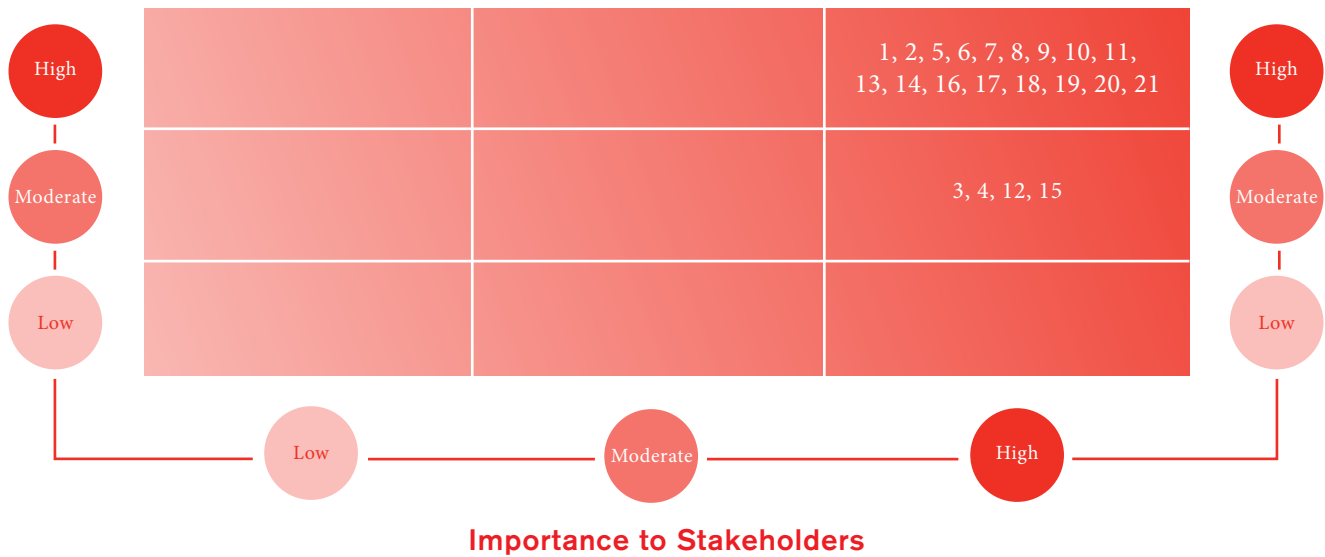 High
1, 2, 5, 6, 7, 8, 9, 10, 11,
13, 14, 16, 17, 18, 19, 20, 21
High
Moderate
3, 4, 12, 15
Moderate
Low
Low
Low
Moderate
High
Importance to Stakeholders